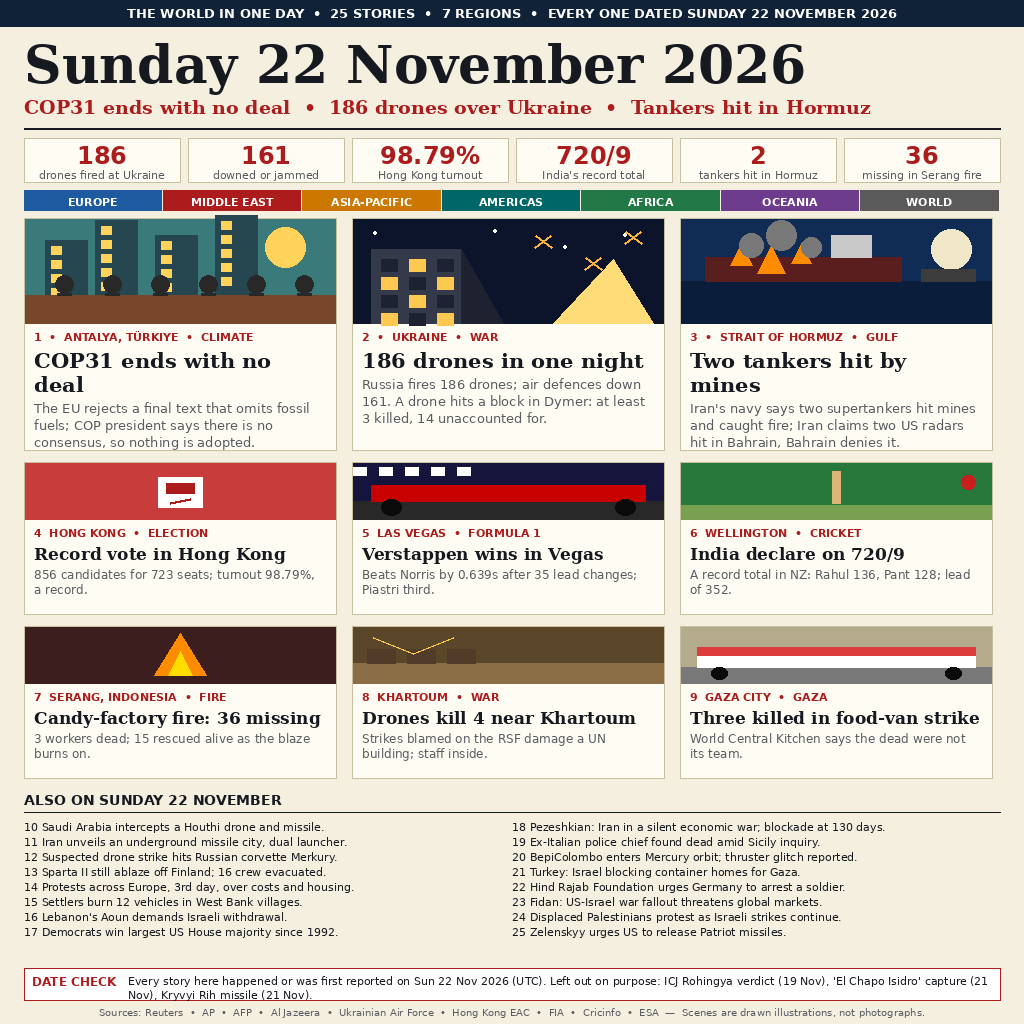 THE WORLD IN ONE DAY • 25 STORIES • 7 REGIONS • EVERY ONE DATED SUNDAY 22 NOVEMBER 2026
Sunday 22 November 2026
COP31 ends with no deal • 186 drones over Ukraine • Tankers hit in Hormuz
186
drones fired at Ukraine
161
downed or jammed
98.79%
Hong Kong turnout
720/9
India's record total
2
tankers hit in Hormuz
36
missing in Serang fire
EUROPE
MIDDLE EAST
ASIA-PACIFIC
AMERICAS
AFRICA
OCEANIA
WORLD
1 • ANTALYA, TÜRKIYE • CLIMATE
COP31 ends with no
deal
The EU rejects a final text that omits fossil
fuels; COP president says there is no
consensus, so nothing is adopted.
2 • UKRAINE • WAR
186 drones in one night
Russia fires 186 drones; air defences down
161. A drone hits a block in Dymer: at least
3 killed, 14 unaccounted for.
3 • STRAIT OF HORMUZ • GULF
Two tankers hit by
mines
Iran's navy says two supertankers hit mines
and caught fire; Iran claims two US radars
hit in Bahrain, Bahrain denies it.
4 HONG KONG • ELECTION
Record vote in Hong Kong
856 candidates for 723 seats; turnout 98.79%,
a record.
5 LAS VEGAS • FORMULA 1
Verstappen wins in Vegas
Beats Norris by 0.639s after 35 lead changes;
Piastri third.
6 WELLINGTON • CRICKET
India declare on 720/9
A record total in NZ: Rahul 136, Pant 128; lead
of 352.
7 SERANG, INDONESIA • FIRE
Candy-factory fire: 36 missing
3 workers dead; 15 rescued alive as the blaze
burns on.
8 KHARTOUM • WAR
Drones kill 4 near Khartoum
Strikes blamed on the RSF damage a UN
building; staff inside.
9 GAZA CITY • GAZA
Three killed in food-van strike
World Central Kitchen says the dead were not
its team.
ALSO ON SUNDAY 22 NOVEMBER
10 Saudi Arabia intercepts a Houthi drone and missile.
11 Iran unveils an underground missile city, dual launcher.
12 Suspected drone strike hits Russian corvette Merkury.
13 Sparta II still ablaze off Finland; 16 crew evacuated.
14 Protests across Europe, 3rd day, over costs and housing.
15 Settlers burn 12 vehicles in West Bank villages.
16 Lebanon's Aoun demands Israeli withdrawal.
17 Democrats win largest US House majority since 1992.
18 Pezeshkian: Iran in a silent economic war; blockade at 130 days.
19 Ex-Italian police chief found dead amid Sicily inquiry.
20 BepiColombo enters Mercury orbit; thruster glitch reported.
21 Turkey: Israel blocking container homes for Gaza.
22 Hind Rajab Foundation urges Germany to arrest a soldier.
23 Fidan: US-Israel war fallout threatens global markets.
24 Displaced Palestinians protest as Israeli strikes continue.
25 Zelenskyy urges US to release Patriot missiles.
DATE CHECK Every story here happened or was first reported on Sun 22 Nov 2026 (UTC). Left out on purpose: ICJ Rohingya verdict (19 Nov), 'El Chapo Isidro' capture (21
Nov), Kryvyi Rih missile (21 Nov).
Sources: Reuters • AP • AFP • Al Jazeera • Ukrainian Air Force • Hong Kong EAC • FIA • Cricinfo • ESA — Scenes are drawn illustrations, not photographs.